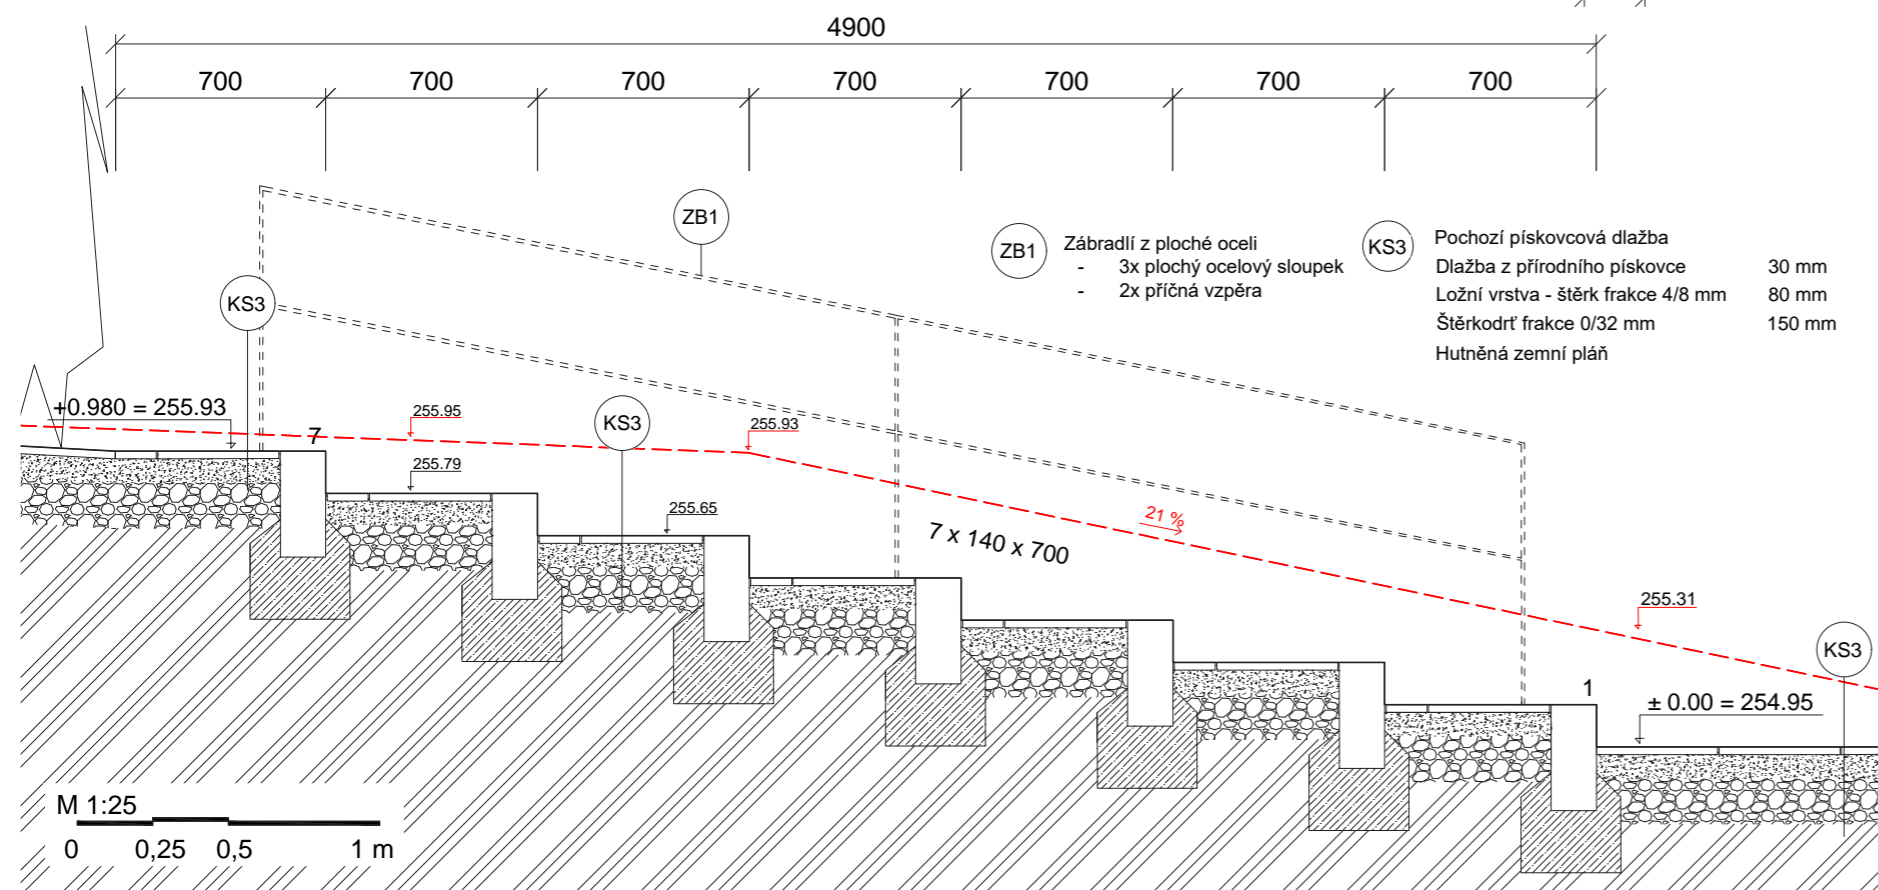 4900
700 700 700 700 700 700 700
ZB1
KS3
ZB1
Zábradlí z ploché oceli
- 3x plochý ocelový sloupek
- 2x příčná vzpěra
KS3
Pochozí pískovcová dlažba
Dlažba z přírodního pískovce 30 mm
Ložní vrstva - štěrk frakce 4/8 mm 80 mm
Štěrkodrť frakce 0/32 mm 150 mm
Hutněná zemní pláň
+0.980 = 255.93
7
255.95
KS3
255.93
255.79
255.65
21 %
7 x 140 x 700
255.31
KS3
1
± 0.00 = 254.95
M 1:25
0 0,25 0,5 1 m